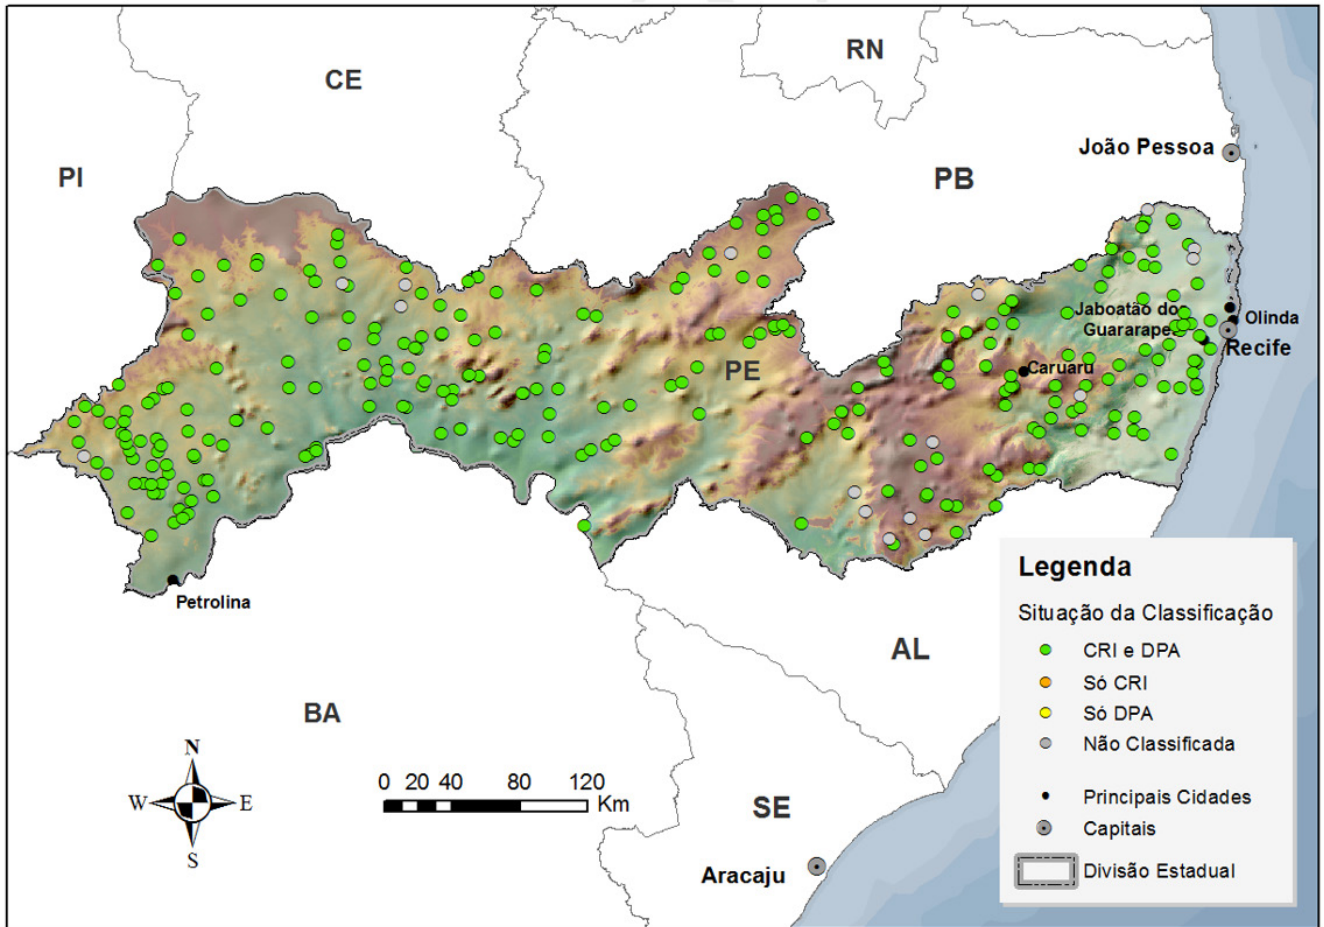 RN
CE
João Pessoa
PI
PB
Jaboatão do
Guararape
Olinda
Recife
PE
Caruaru
Petrolina
AL
BA
N
W
E
S
0 20 40 80 120
Km
SE
Aracaju
Legenda
Situação da Classificação
CRI e DPA
Só CRI
Só DPA
Não Classificada
Principais Cidades
Capitais
Divisão Estadual